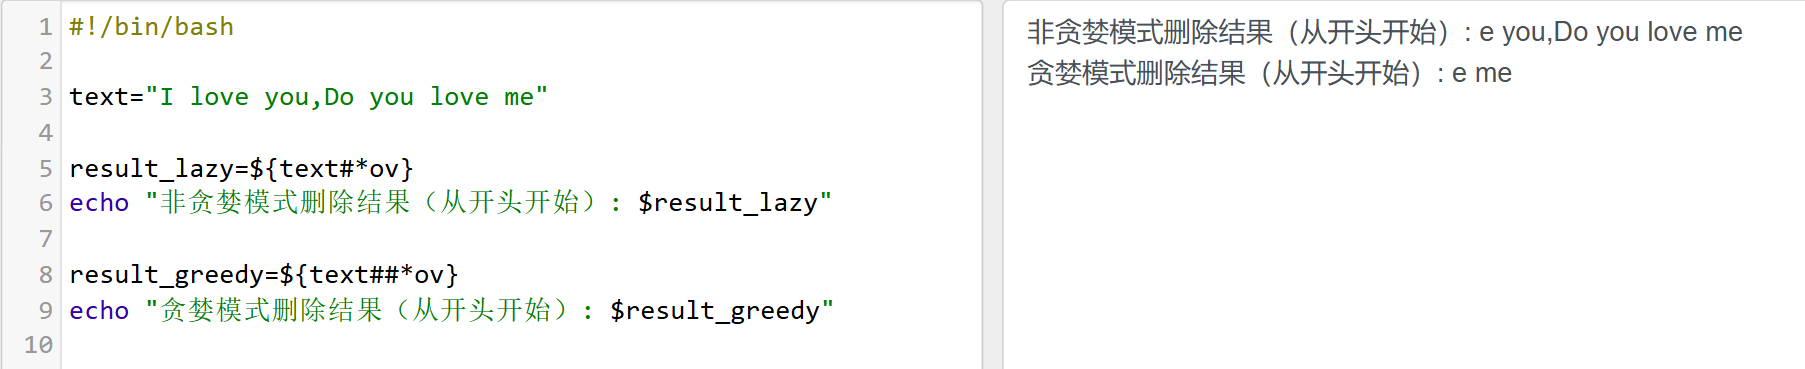 1 #!/bin/bash
2
3 text="I love you,Do you love me"
4
5 result_lazy=${text#*ov}
6 echo "非贪婪模式删除结果（从开头开始）: $result_lazy"
7
8 result_greedy=${text##*ov}
9 echo "贪婪模式删除结果（从开头开始）: $result_greedy"
10
非贪婪模式删除结果（从开头开始）: e you,Do you love me
贪婪模式删除结果（从开头开始）: e me